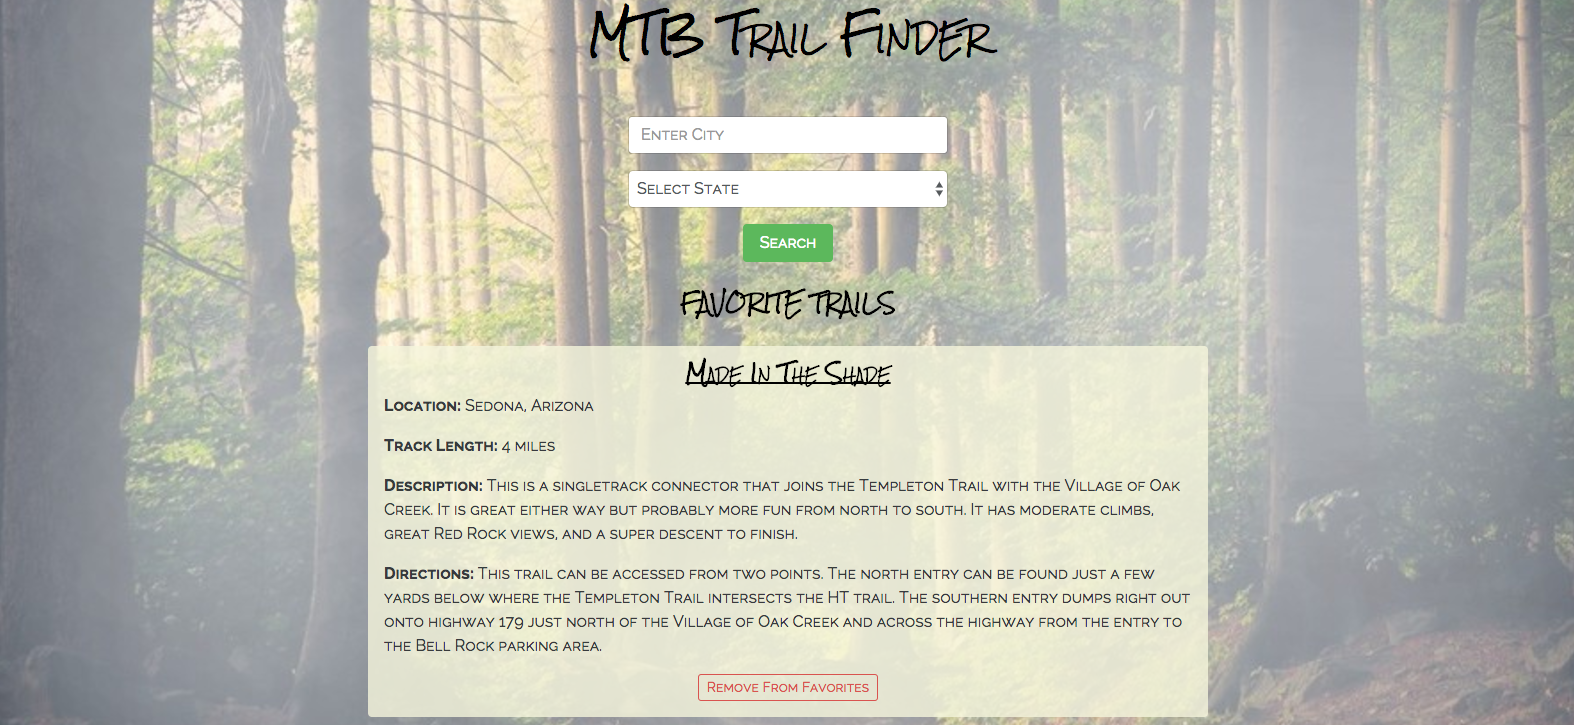 MTB Trail Finder
Enter City
Select State
Search
Favorite Trails
Made In The Shade
Location: Sedona, Arizona
Track Length: 4 miles
Description: This is a singletrack connector that joins the Templeton Trail with the Village of Oak
Creek. It is great either way but probably more fun from north to south. It has moderate climbs,
great Red Rock views, and a super descent to finish.
Directions: This trail can be accessed from two points. The north entry can be found just a few
yards below where the Templeton Trail intersects the HT trail. The southern entry dumps right out
onto highway 179 just north of the Village of Oak Creek and across the highway from the entry to
the Bell Rock parking area.
Remove From Favorites